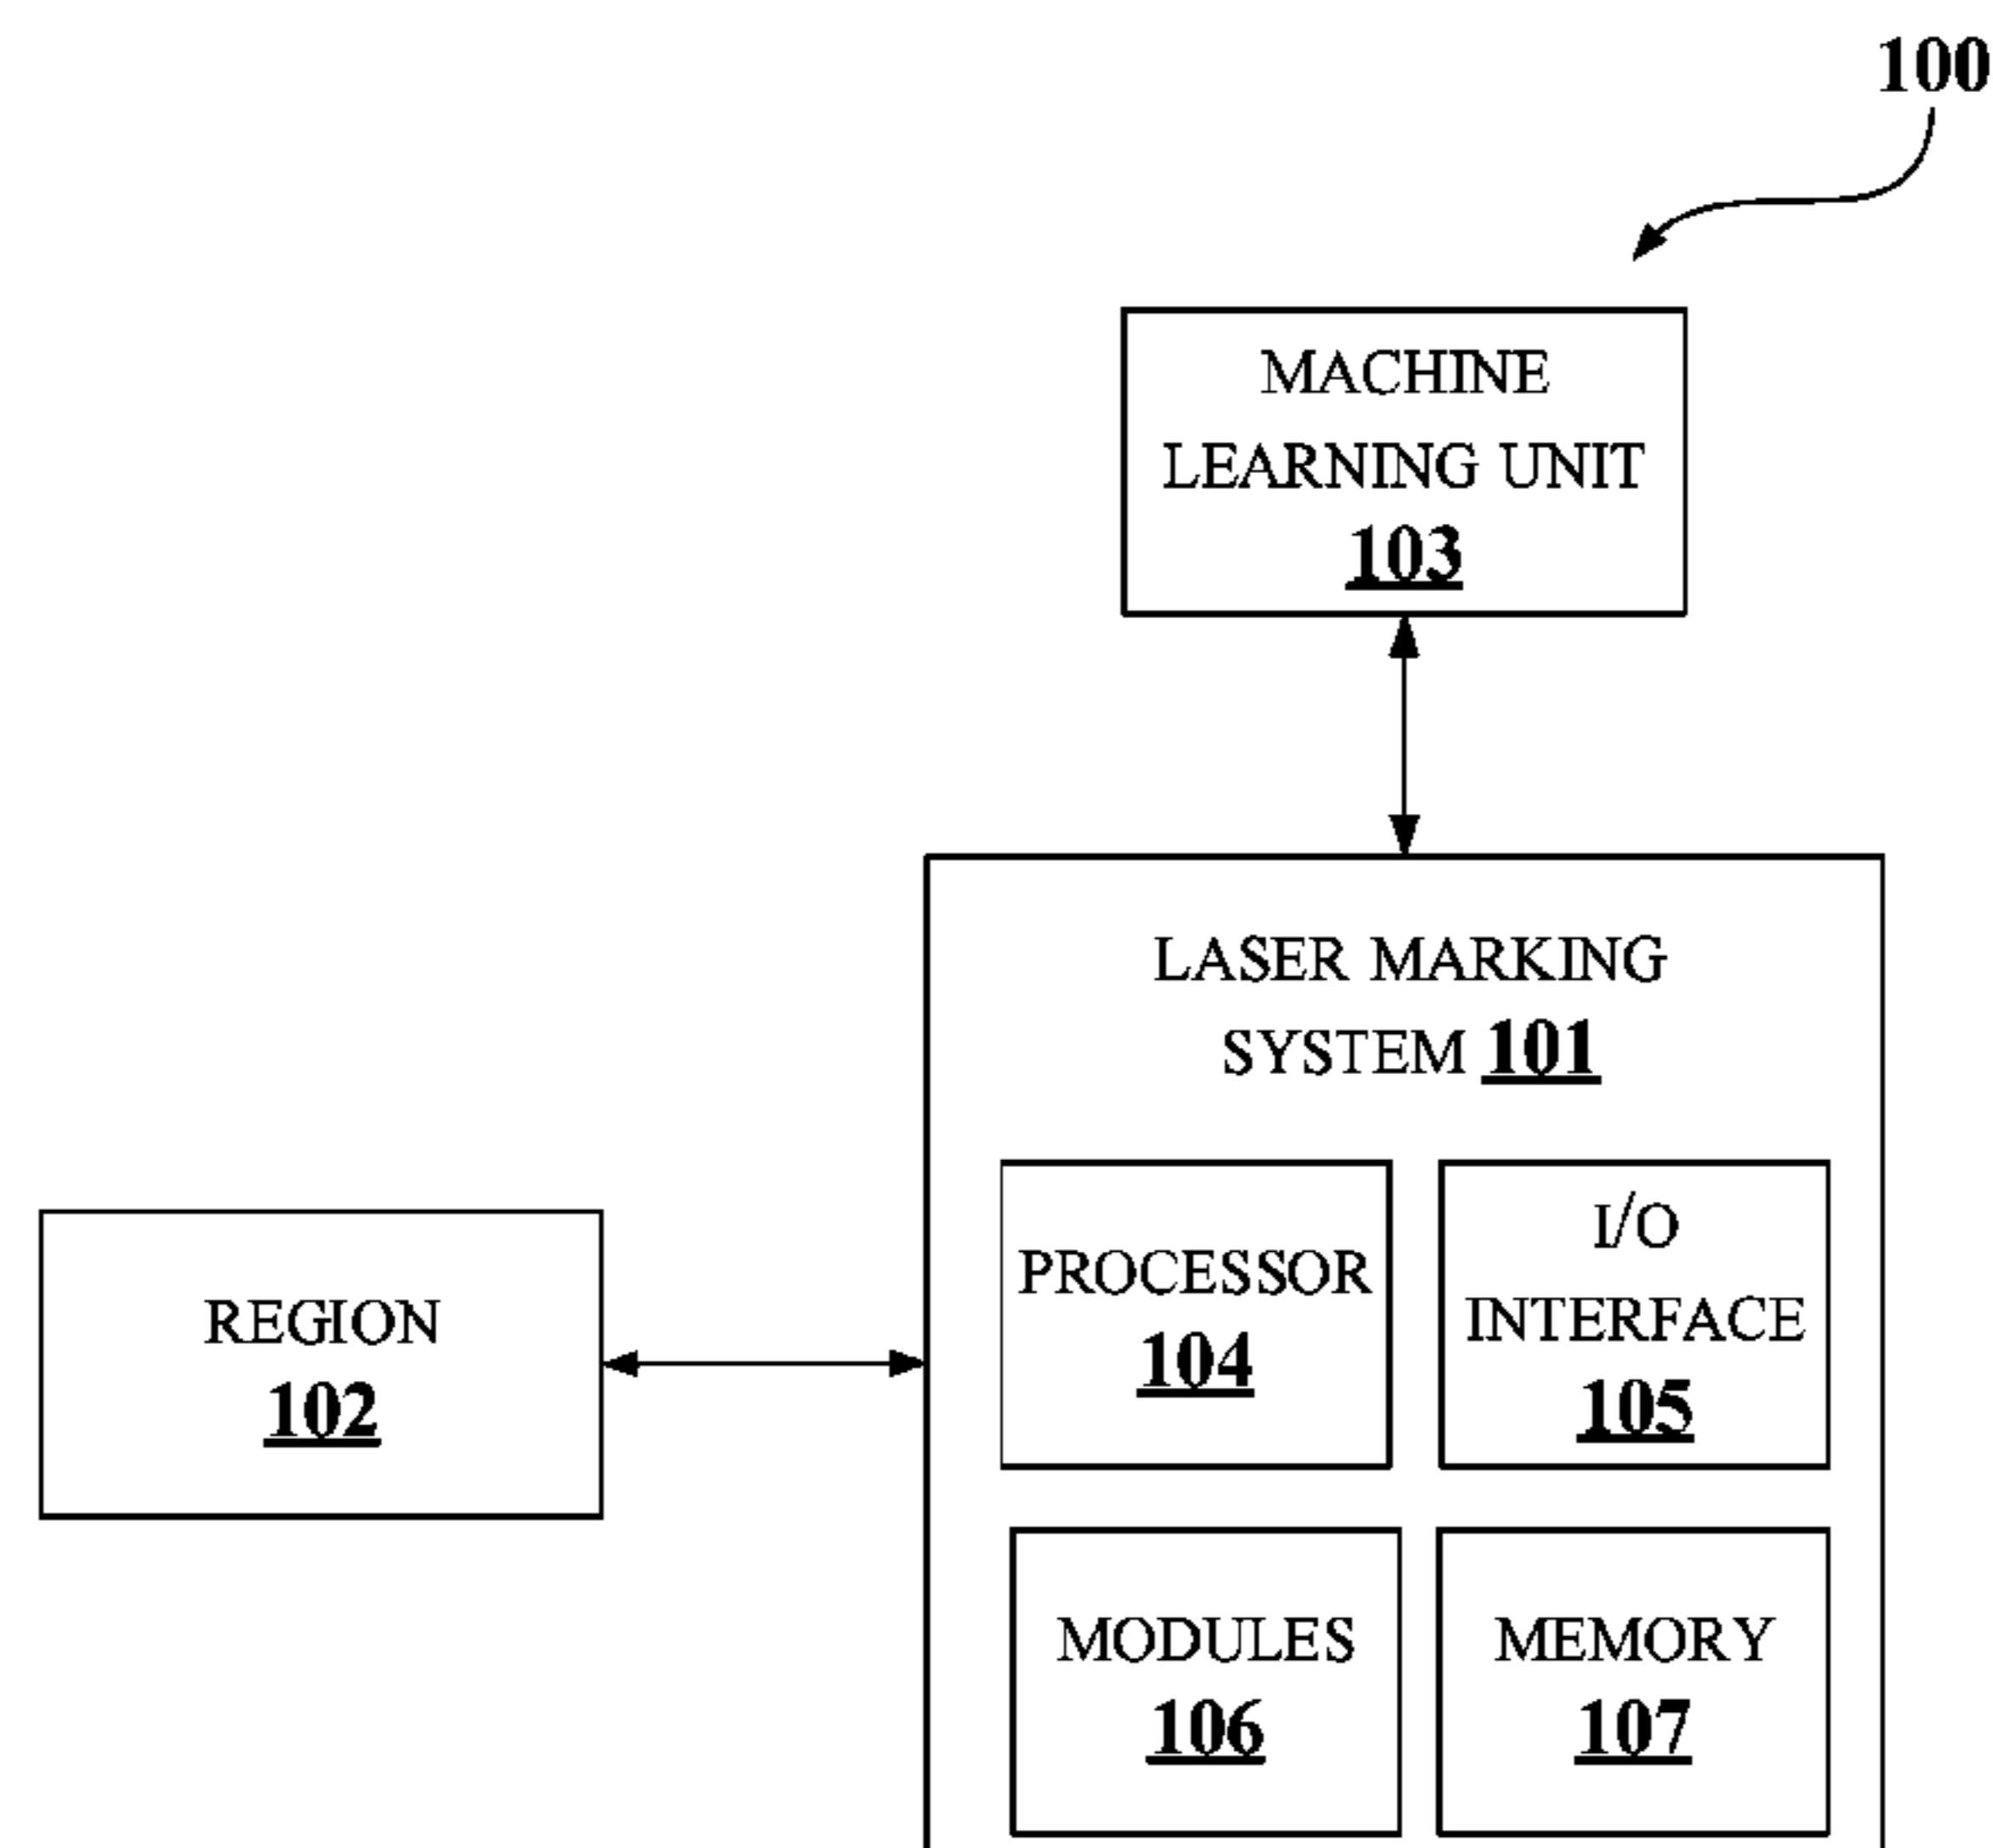 100
MACHINE
LEARNING UNIT
103
LASER MARKING
SYSTEM 101
REGION
102
PROCESSOR
104
I/O
INTERFACE
105
MODULES
106
MEMORY
107